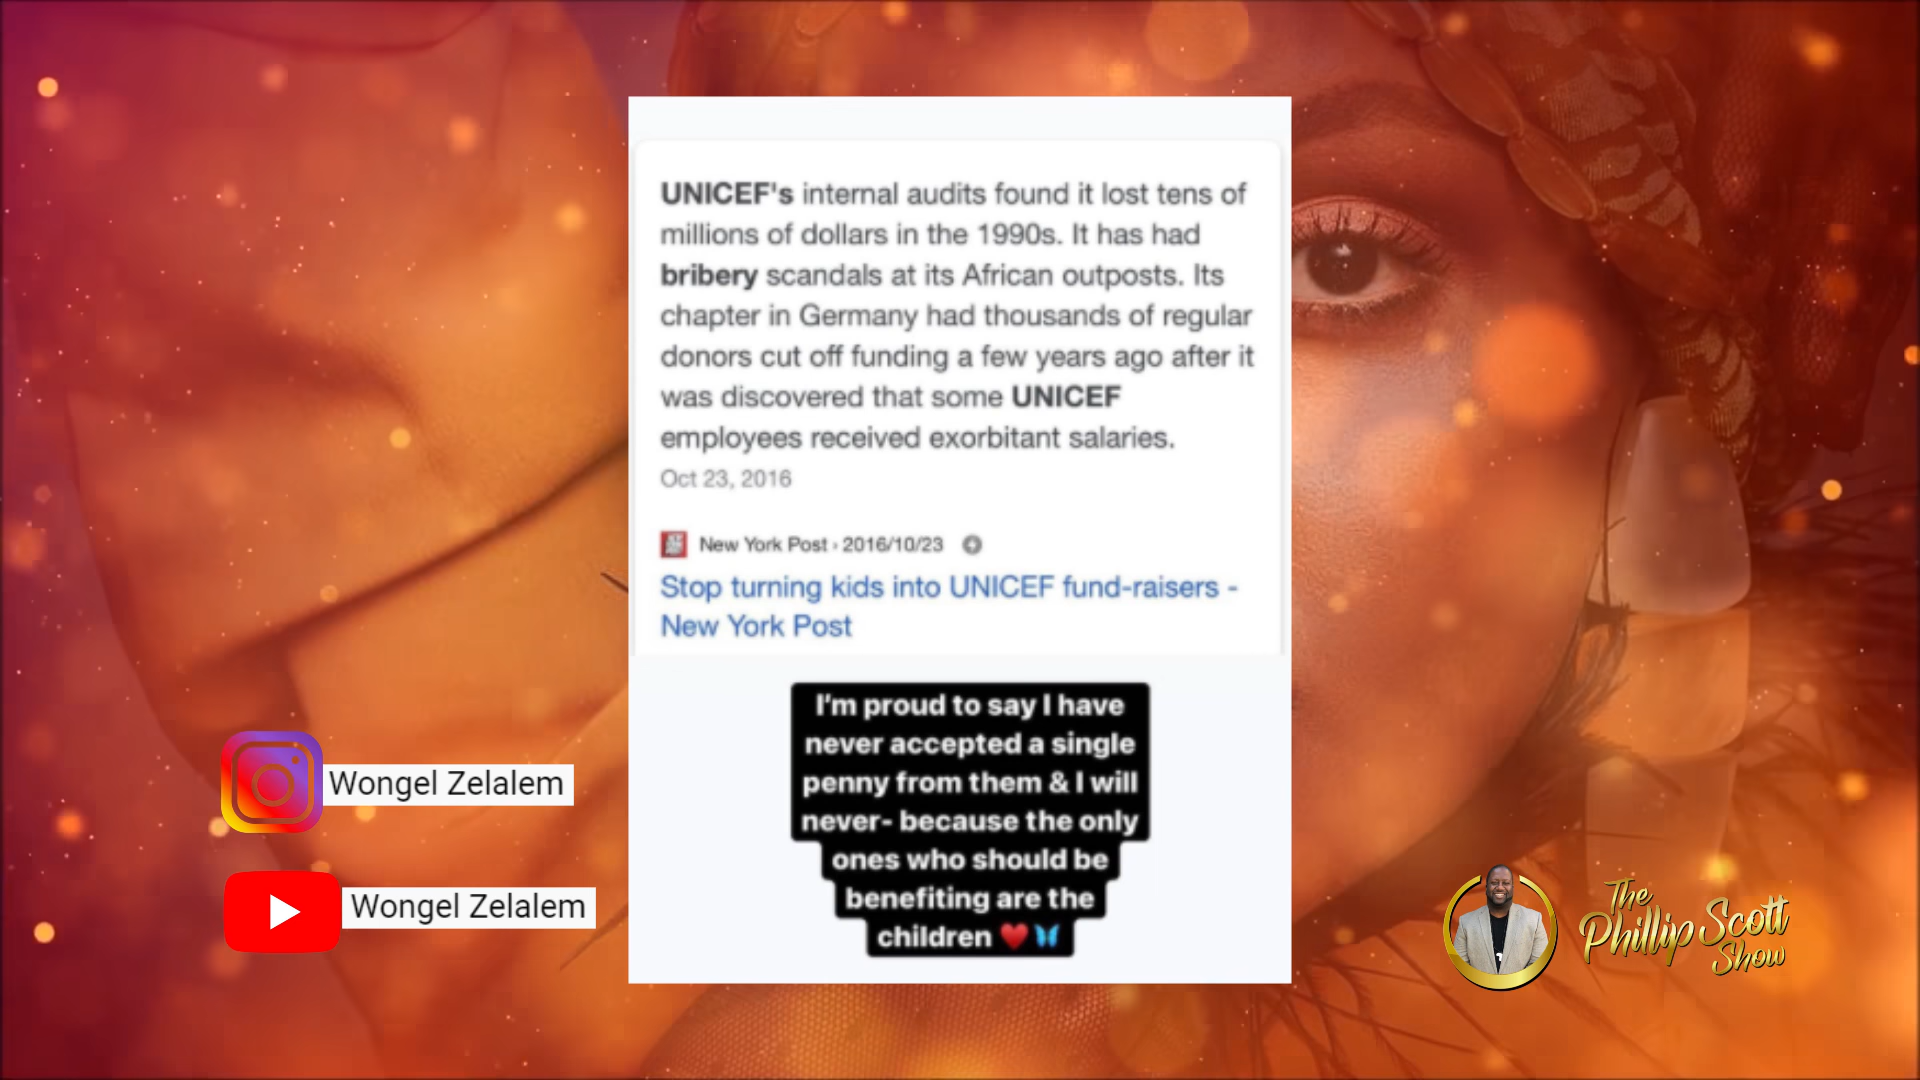 UNICEF's internal audits found it lost tens of
millions of dollars in the 1990s. It has had
bribery scandals at its African outposts. Its
chapter in Germany had thousands of regular
donors cut off funding a few years ago after it
was discovered that some UNICEF
employees received exorbitant salaries.
Oct 23, 2016
New York Post › 2016/10/23
Stop turning kids into UNICEF fund-raisers -
New York Post
I'm proud to say I have
never accepted a single
penny from them & I will
never- because the only
ones who should be
benefiting are the
children ❤️🦋
Wongel Zelalem
Wongel Zelalem
The
Phillip Scott
Show